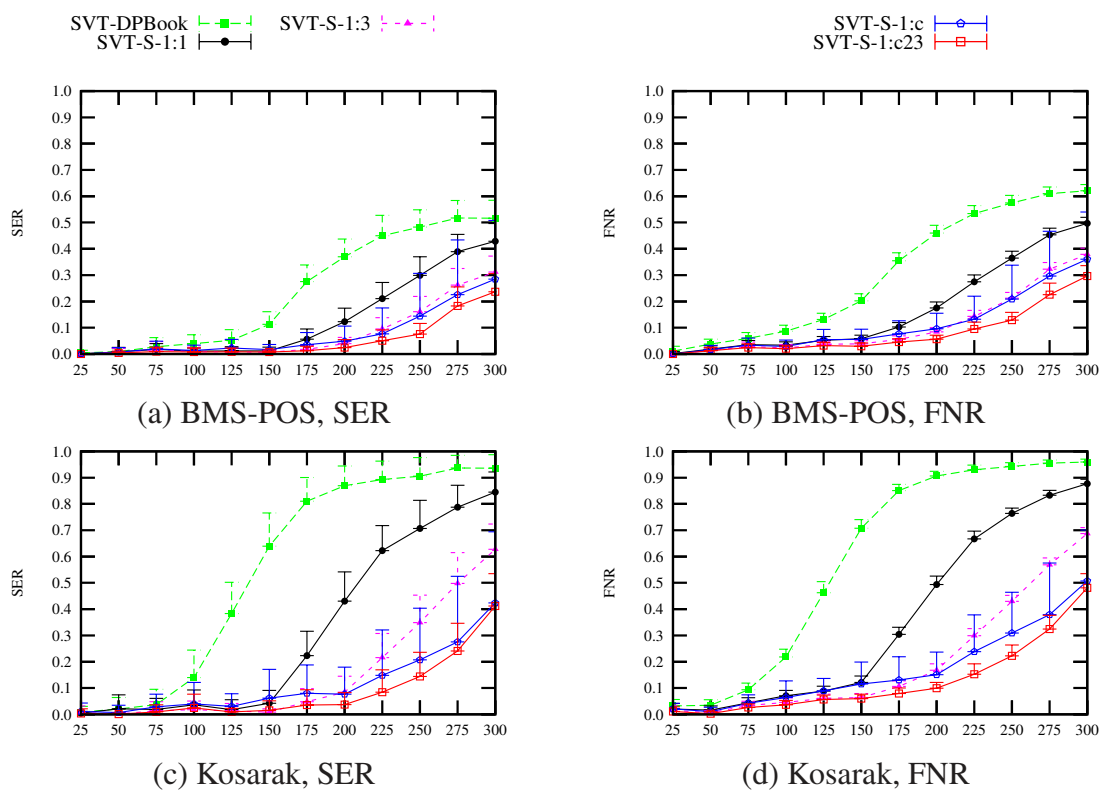 SVT-DPBook SVT-S-1:3 SVT-S-1:c
SVT-S-1:1 SVT-S-1:c23
1.0 1.0
0.9 0.9
0.8 0.8
0.7 0.7
0.6 0.6
SER 0.5 FNR 0.5
0.4 0.4
0.3 0.3
0.2 0.2
0.1 0.1
0.0 0.0
25 50 75 100 125 150 175 200 225 250 275 300 25 50 75 100 125 150 175 200 225 250 275 300
(a) BMS-POS, SER (b) BMS-POS, FNR
1.0 1.0
0.9 0.9
0.8 0.8
0.7 0.7
0.6 0.6
SER 0.5 FNR 0.5
0.4 0.4
0.3 0.3
0.2 0.2
0.1 0.1
0.0 0.0
25 50 75 100 125 150 175 200 225 250 275 300 25 50 75 100 125 150 175 200 225 250 275 300
(c) Kosarak, SER (d) Kosarak, FNR